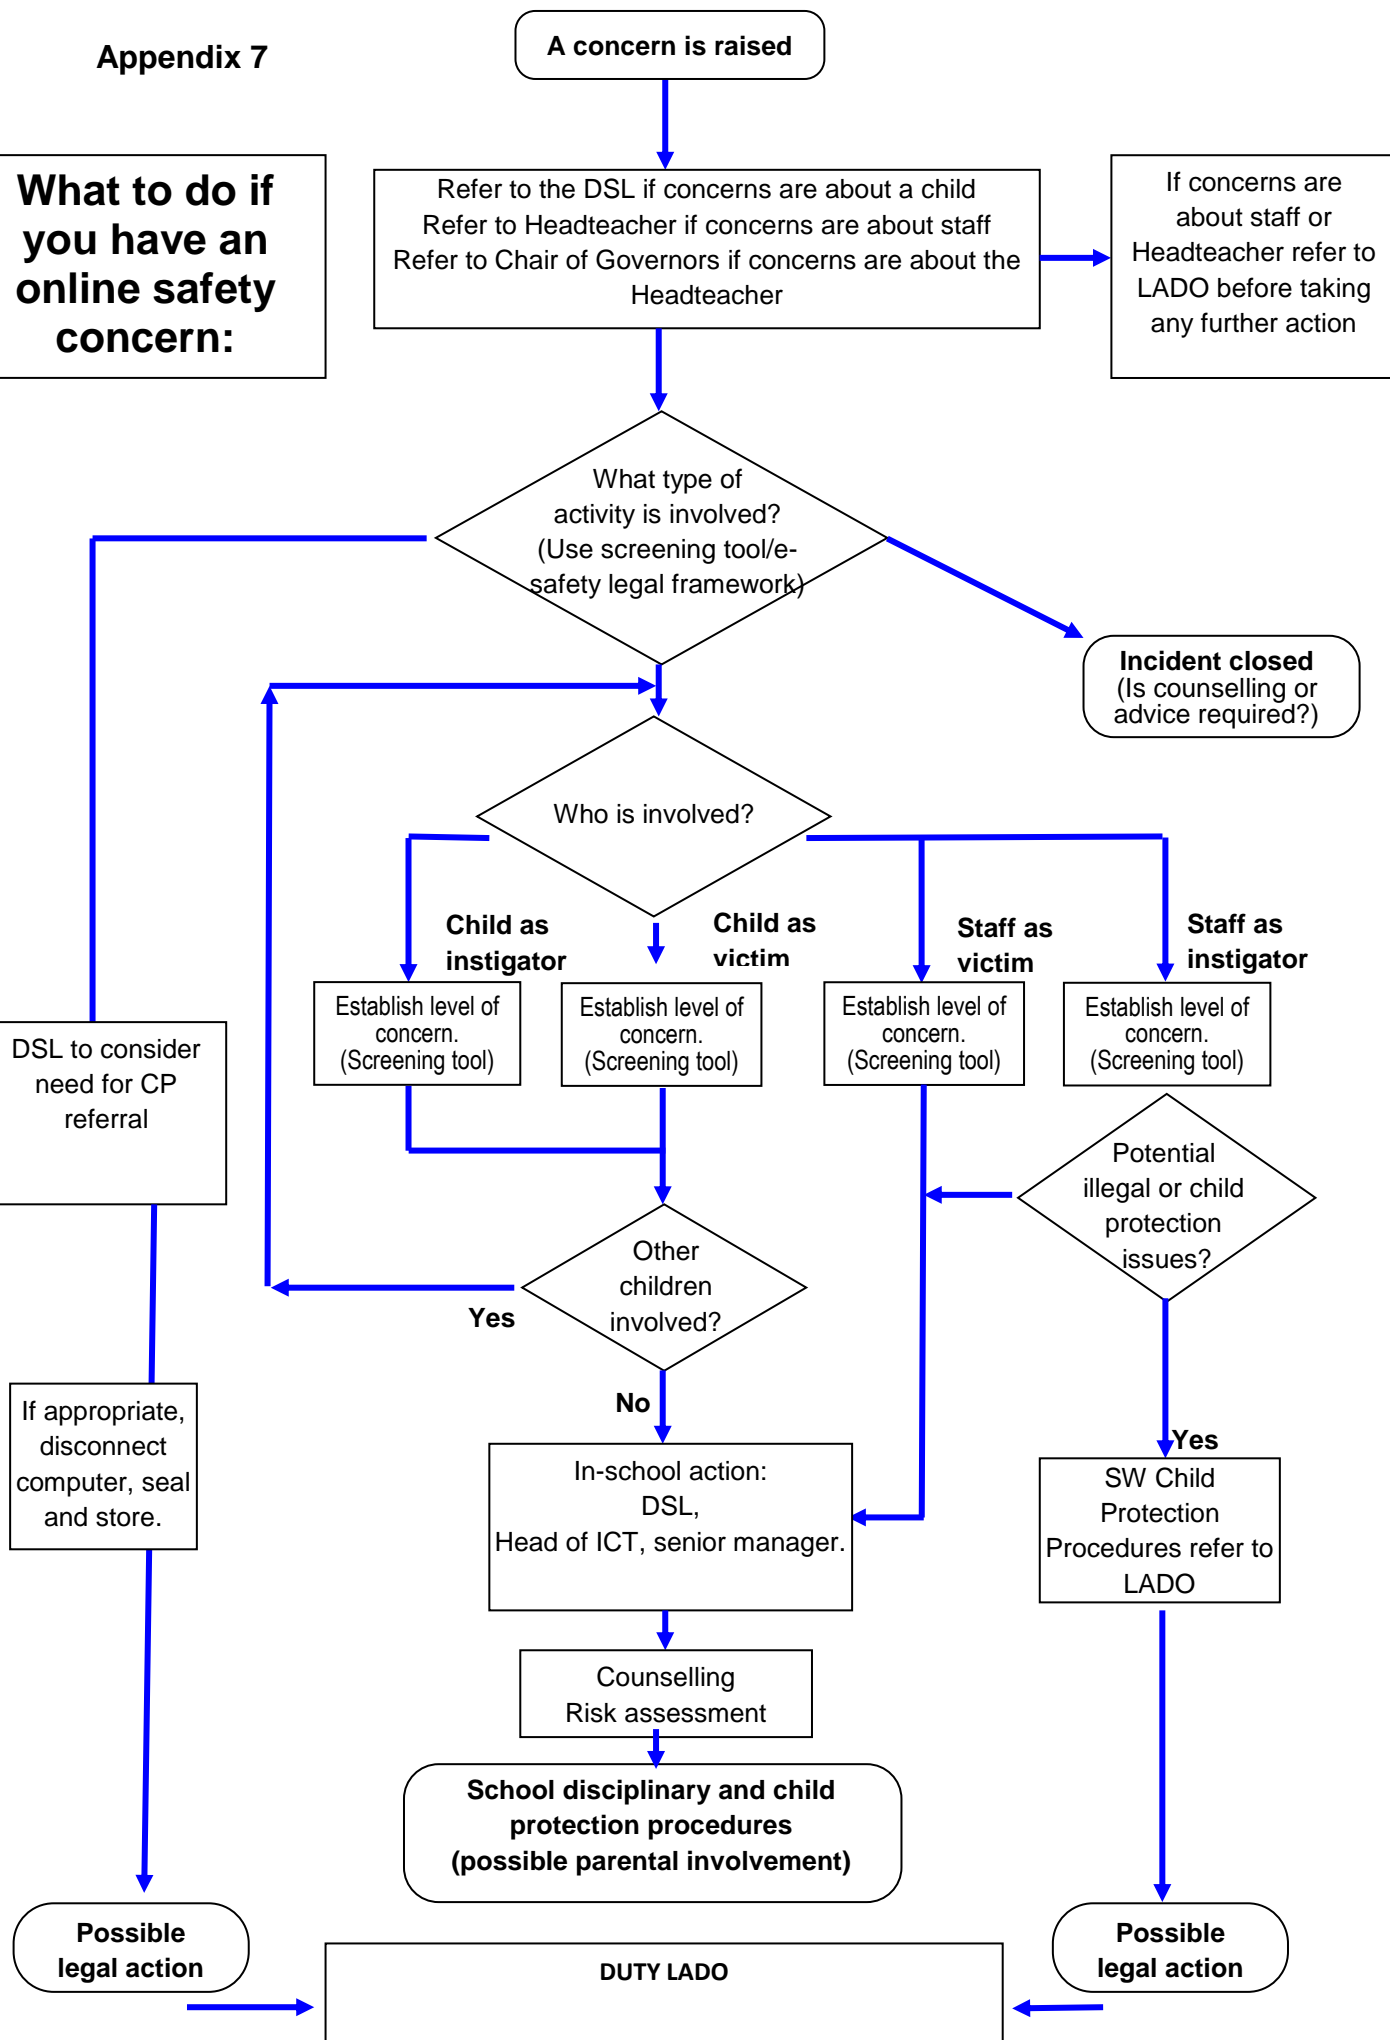 Appendix 7
A concern is raised
What to do if
you have an
online safety
concern:
Refer to the DSL if concerns are about a child
Refer to Headteacher if concerns are about staff
Refer to Chair of Governors if concerns are about the
Headteacher
If concerns are
about staff or
Headteacher refer to
LADO before taking
any further action
What type of
activity is involved?
(Use screening tool/e-
safety legal framework)
Incident closed
(Is counselling or
advice required?)
Who is involved?
Child as
instigator
Child as
victim
Staff as
victim
Staff as
instigator
Establish level of
concern.
(Screening tool)
Establish level of
concern.
(Screening tool)
Establish level of
concern.
(Screening tool)
Establish level of
concern.
(Screening tool)
DSL to consider
need for CP
referral
Potential
illegal or child
protection
issues?
Other
children
involved?
Yes
No
If appropriate,
disconnect
computer, seal
and store.
Yes
In-school action:
DSL,
Head of ICT, senior manager.
SW Child
Protection
Procedures refer to
LADO
Counselling
Risk assessment
School disciplinary and child
protection procedures
(possible parental involvement)
Possible
legal action
DUTY LADO
Possible
legal action